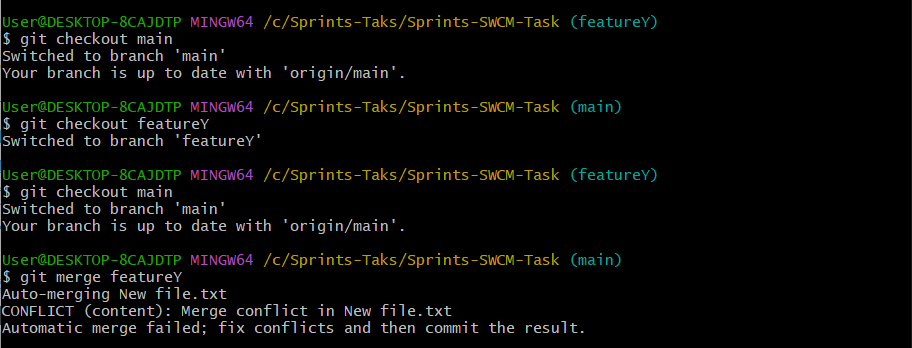 User@DESKTOP-8CAJDTP MINGW64 /c/Sprints-Taks/Sprints-SWCM-Task (featureY)
$ git checkout main
Switched to branch 'main'
Your branch is up to date with 'origin/main'.
User@DESKTOP-8CAJDTP MINGW64 /c/Sprints-Taks/Sprints-SWCM-Task (main)
$ git checkout featureY
Switched to branch 'featureY'
User@DESKTOP-8CAJDTP MINGW64 /c/Sprints-Taks/Sprints-SWCM-Task (featureY)
$ git checkout main
Switched to branch 'main'
Your branch is up to date with 'origin/main'.
User@DESKTOP-8CAJDTP MINGW64 /c/Sprints-Taks/Sprints-SWCM-Task (main)
$ git merge featureY
Auto-merging New file.txt
CONFLICT (content): Merge conflict in New file.txt
Automatic merge failed; fix conflicts and then commit the result.